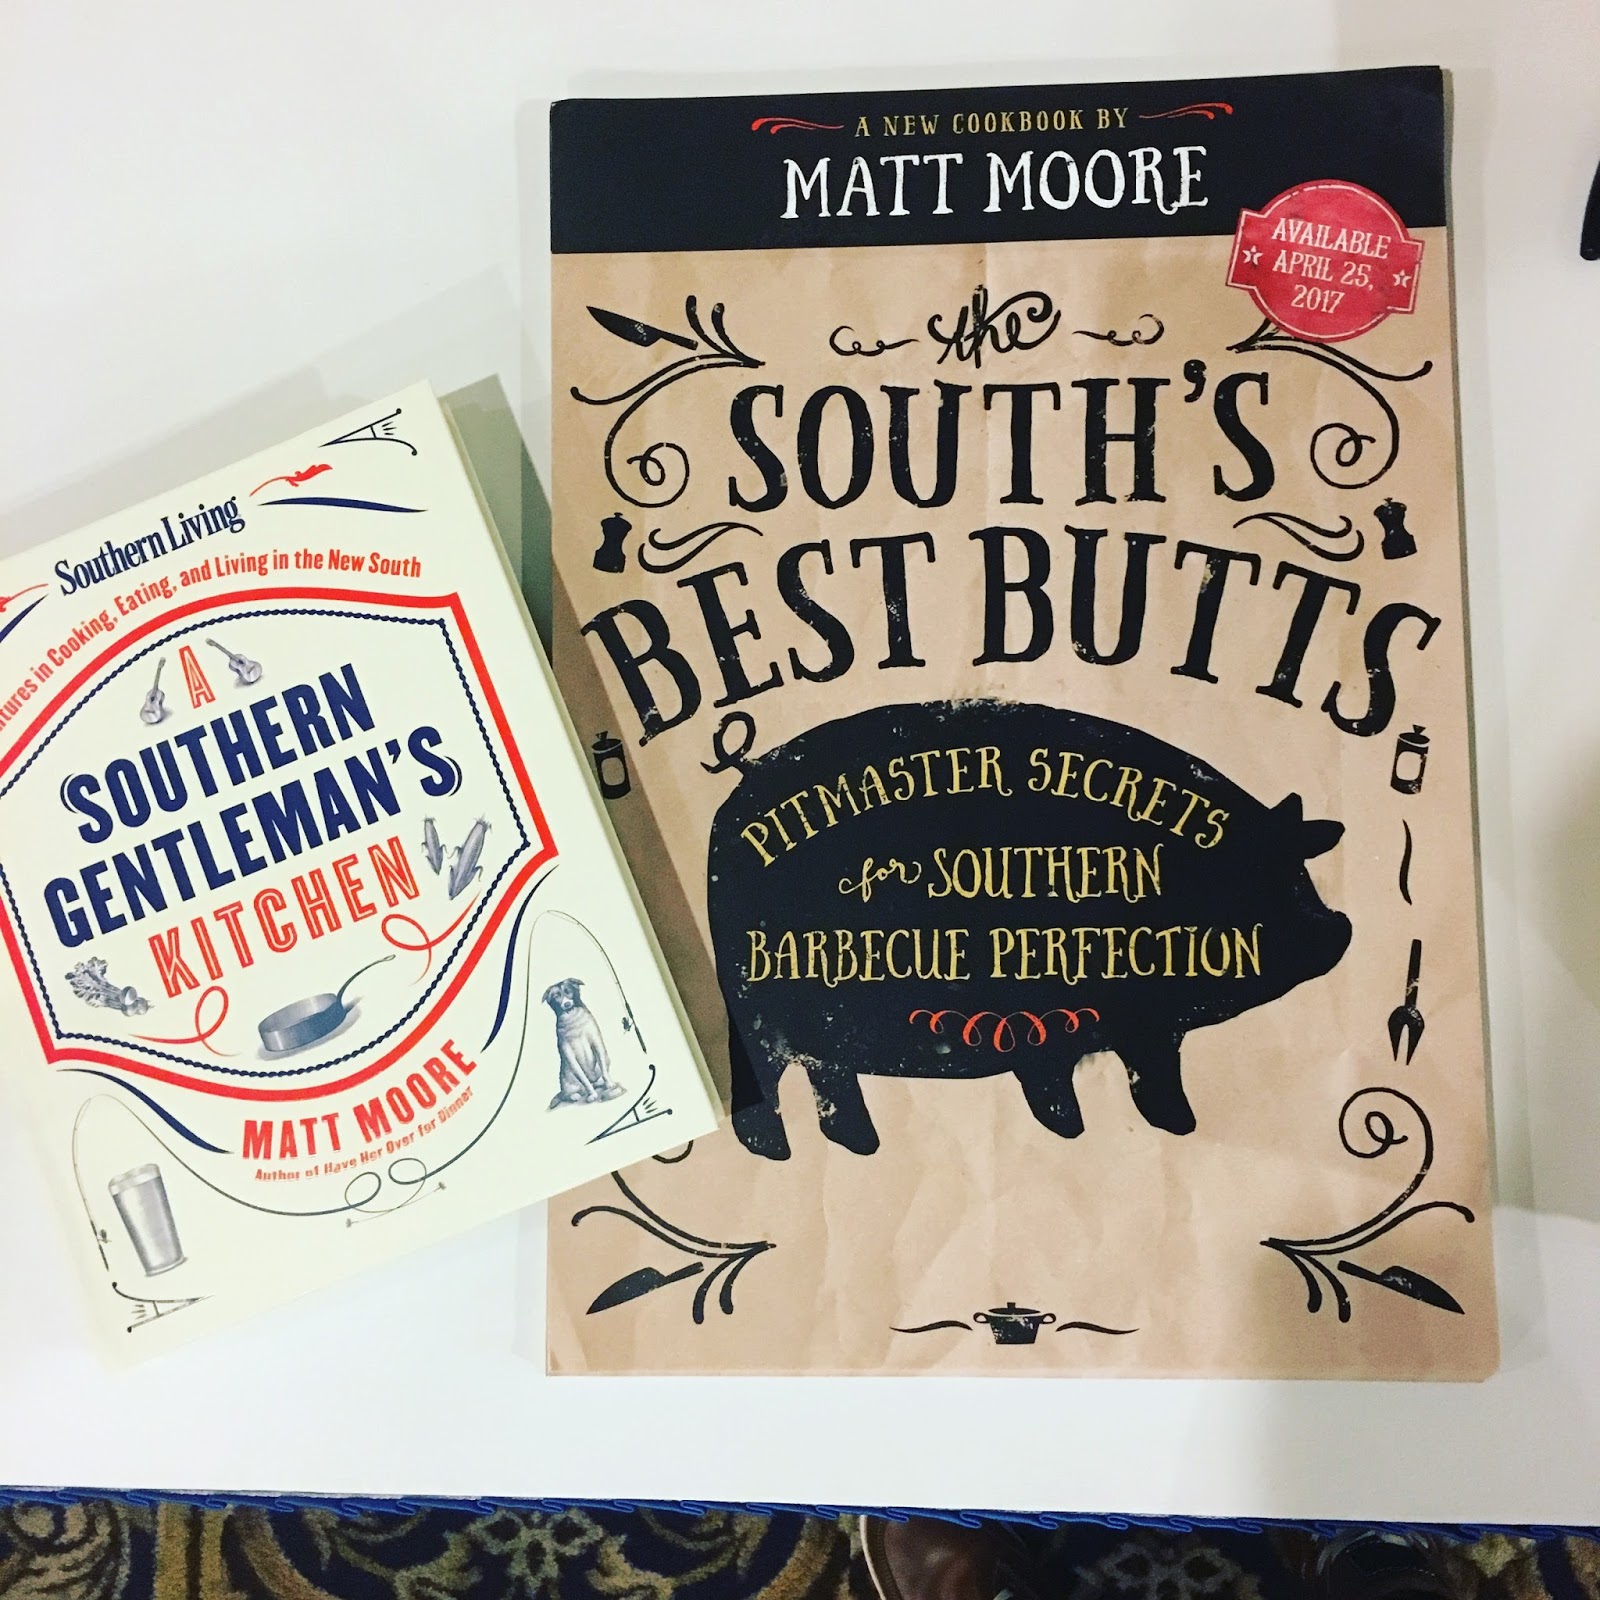 Southern Living
in Cooking, Eating, and Living in the New South
A
SOUTHERN
GENTLEMAN'S
KITCHEN
MATT MOORE
Author of Have Her Over for Dinner
A NEW COOKBOOK BY
MATT MOORE
AVAILABLE
APRIL 25,
2017
the
SOUTH'S
BEST BUTTS
PITMASTER SECRETS
for SOUTHERN
BARBECUE PERFECTION